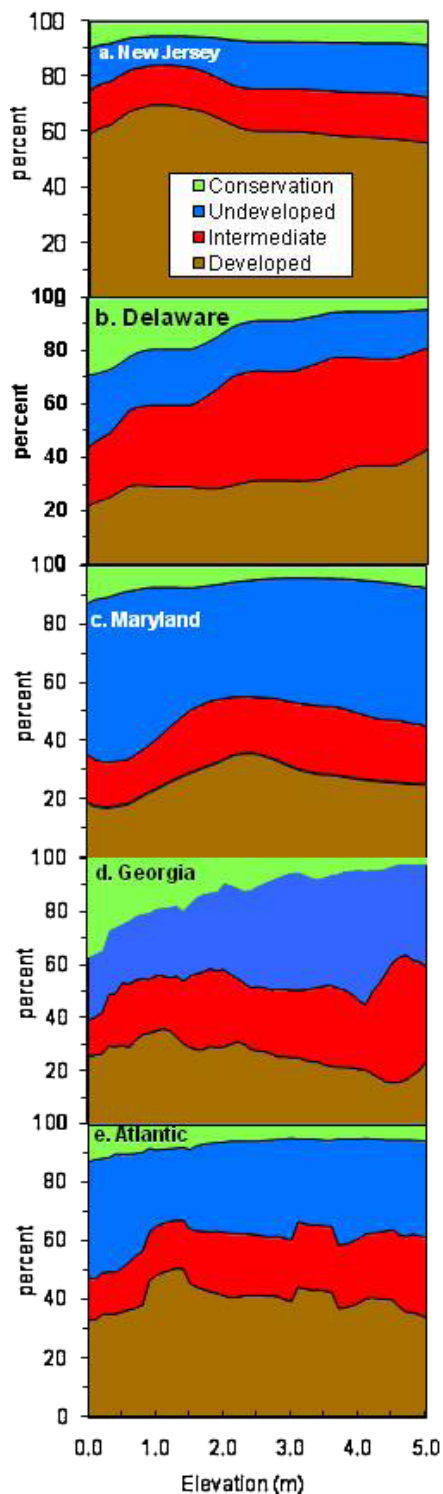 100
a. New Jersey
80
60
40
20
percent
Conservation
Undeveloped
Intermediate
Developed
100
b. Delaware
80
60
40
20
percent
100
c. Maryland
80
60
40
20
percent
100
d. Georgia
80
60
40
20
percent
100
e. Atlantic
80
60
40
20
0
percent
0.0 1.0 2.0 3.0 4.0 5.0
Elevation (m)